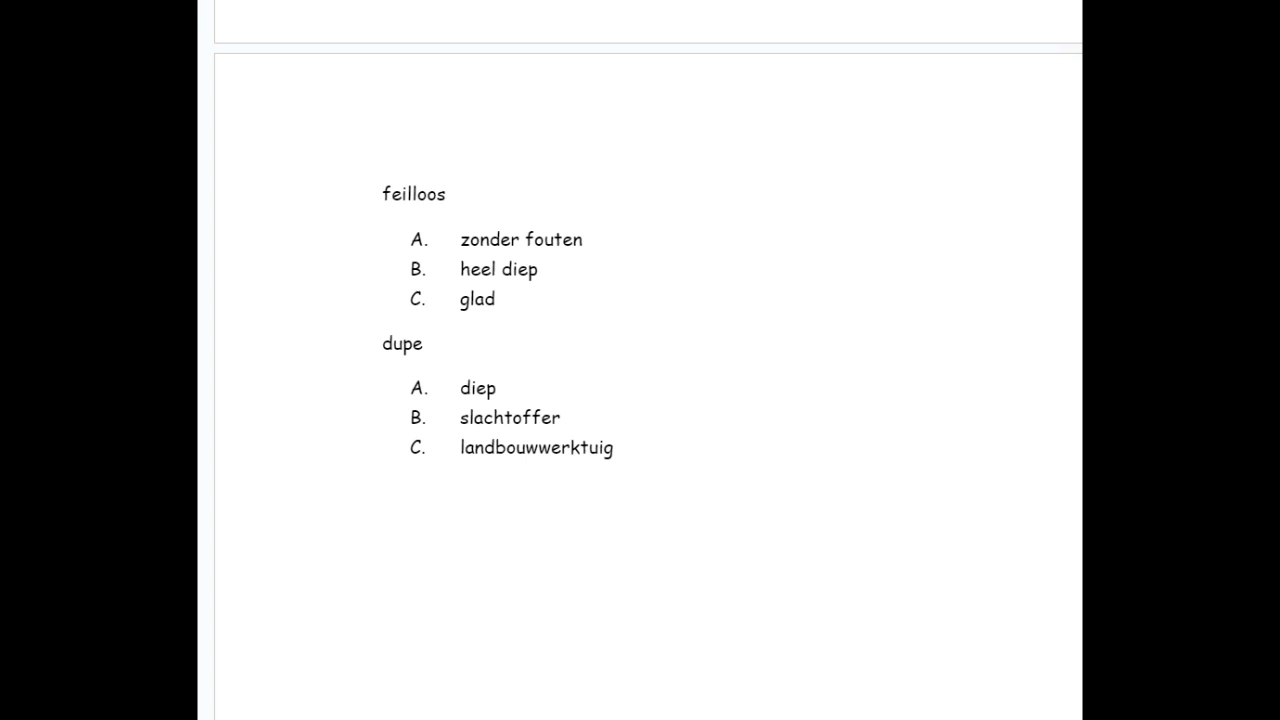 feilloos
A. zonder fouten
B. heel diep
C. glad
dupe
A. diep
B. slachtoffer
C. landbouwwerktuig